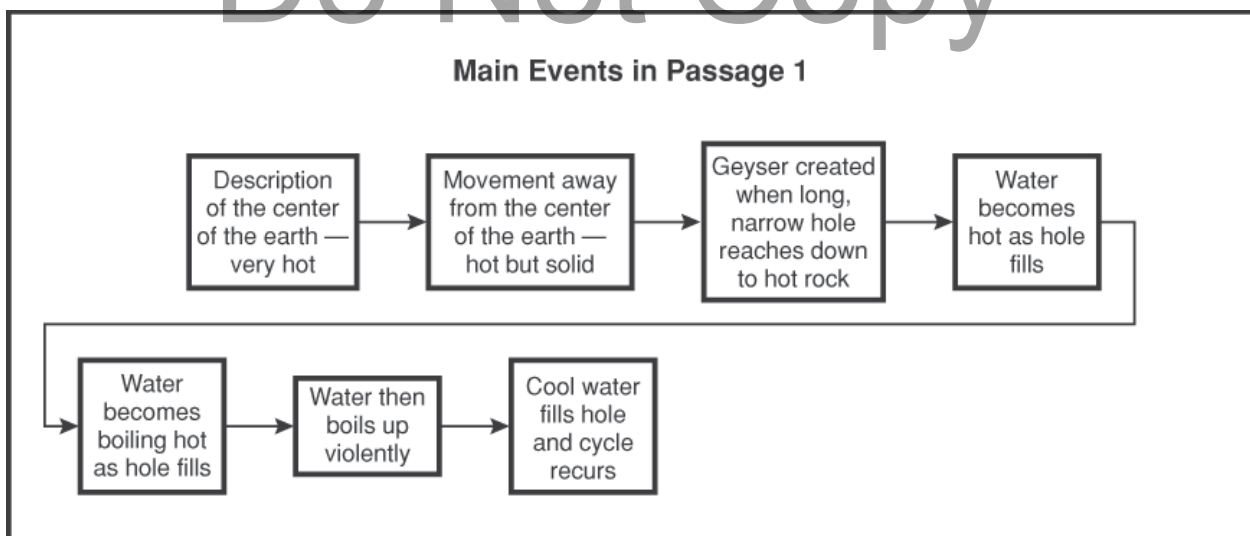 Do Not Copy
Main Events in Passage 1
Description
of the center
of the earth —
very hot
Movement away
from the center
of the earth —
hot but solid
Geyser created
when long,
narrow hole
reaches down
to hot rock
Water
becomes
hot as hole
fills
Water
becomes
boiling hot
as hole fills
Water then
boils up
violently
Cool water
fills hole
and cycle
recurs